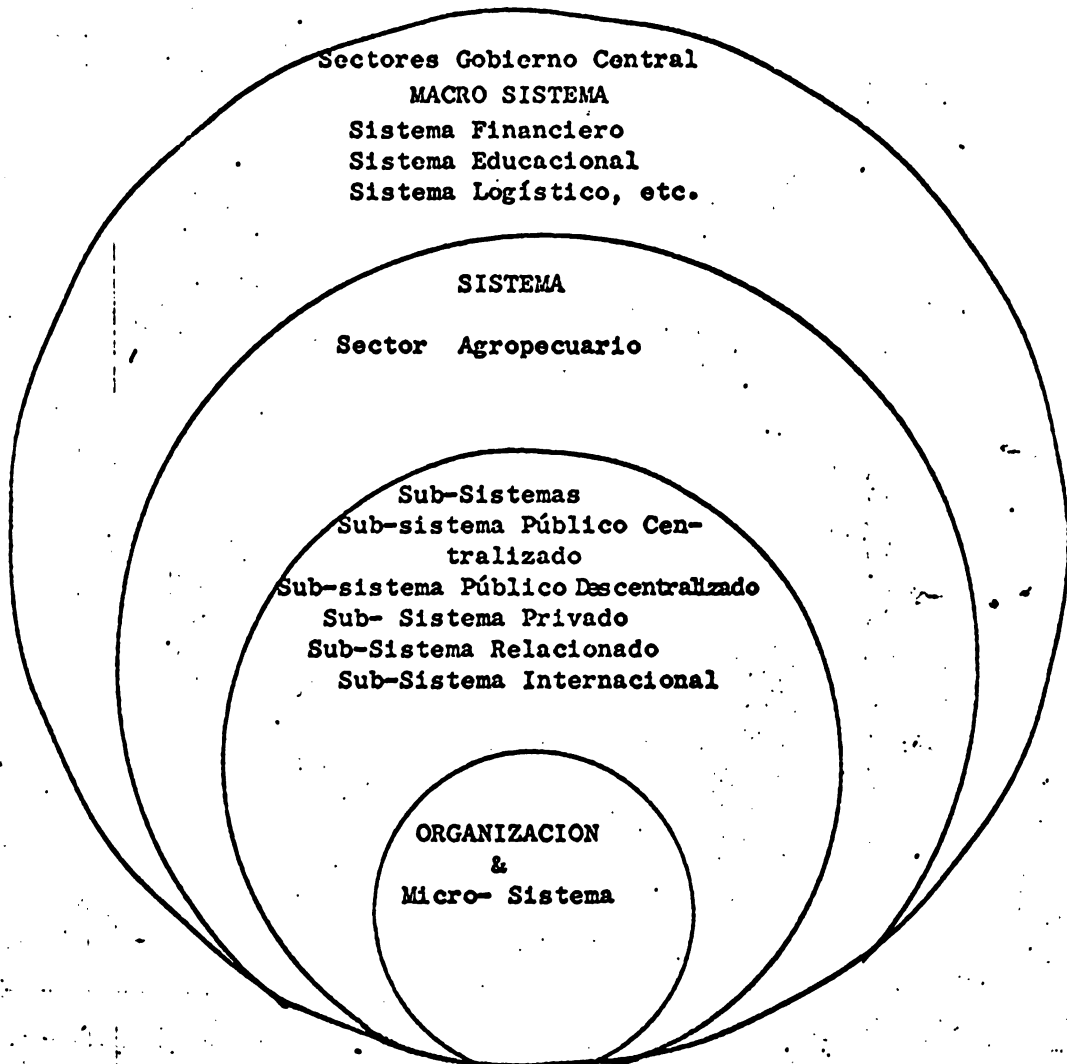 Sectores Gobierno Central
MACRO SISTEMA
Sistema Financiero
Sistema Educacional
Sistema Logístico, etc.
SISTEMA
Sector Agropecuario
Sub-Sistemas
Sub-sistema Público Cen-
tralizado
Sub-sistema Público Descentralizado
Sub- Sistema Privado
Sub-Sistema Relacionado
Sub-Sistema Internacional
ORGANIZACION
&
Micro- Sistema